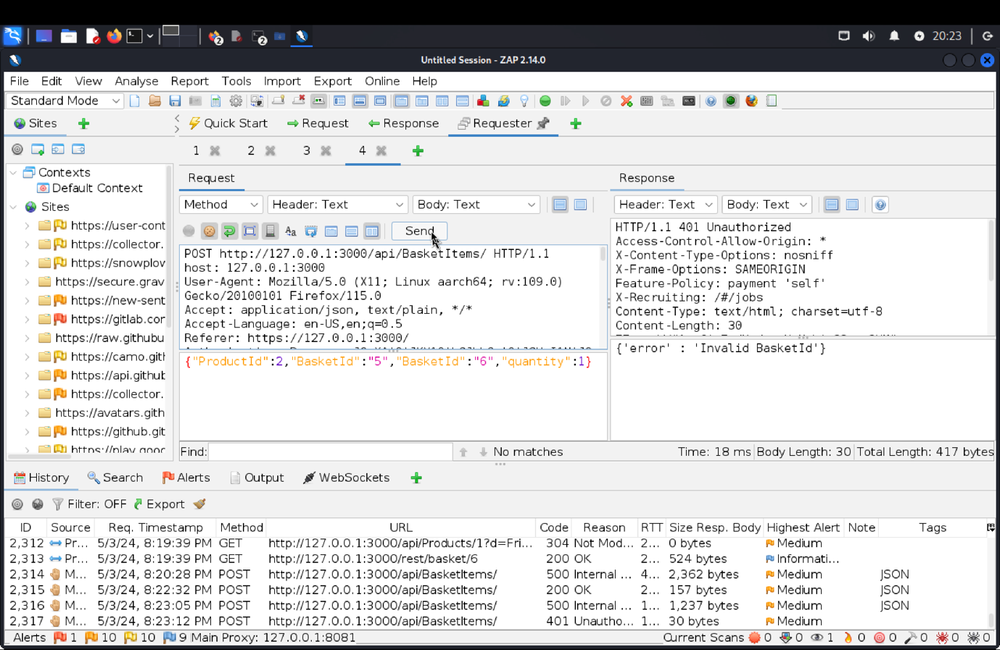 2
2
20:23
Untitled Session - ZAP 2.14.0
File Edit View Analyse Report Tools Import Export Online Help
Standard Mode
Sites Quick Start Request Response Requester
1 2 3 4
Request Response
Contexts
Default Context
Sites
https://user-cont
https://collector.
https://snowplow
https://secure.grav
https://new-sent
https://gitlab.cor
https://raw.githubu
https://camo.git
https://api.github
https://collector.
https://avatars.gith
https://github.git
https://play.goog
Method Header: Text Body: Text
Send
POST http://127.0.0.1:3000/api/BasketItems/ HTTP/1.1
host: 127.0.0.1:3000
User-Agent: Mozilla/5.0 (X11; Linux aarch64; rv:109.0)
Gecko/20100101 Firefox/115.0
Accept: application/json, text/plain, */*
Accept-Language: en-US,en;q=0.5
Referer: https://127.0.0.1:3000/
{"ProductId":2,"BasketId":"5","BasketId":"6","quantity":1}
Header: Text Body: Text
HTTP/1.1 401 Unauthorized
Access-Control-Allow-Origin: *
X-Content-Type-Options: nosniff
X-Frame-Options: SAMEORIGIN
Feature-Policy: payment 'self'
X-Recruiting: /#/jobs
Content-Type: text/html; charset=utf-8
Content-Length: 30
{'error' : 'Invalid BasketId'}
Find: No matches Time: 18 ms Body Length: 30 Total Length: 417 bytes
History Search Alerts Output WebSockets
Filter: OFF Export
ID Source Req. Timestamp Method URL Code Reason RTT Size Resp. Body Highest Alert Note Tags
2,312 Pr... 5/3/24, 8:19:39 PM GET http://127.0.0.1:3000/api/Products/1?d=Fri... 304 Not Mod... 2... 0 bytes Medium
2,313 Pr... 5/3/24, 8:19:39 PM GET http://127.0.0.1:3000/rest/basket/6 200 OK 2... 524 bytes Informati...
2,314 M... 5/3/24, 8:20:28 PM POST http://127.0.0.1:3000/api/BasketItems/ 500 Internal ... 4... 2,362 bytes Medium JSON
2,315 M... 5/3/24, 8:22:32 PM POST http://127.0.0.1:3000/api/BasketItems/ 200 OK 2... 157 bytes Medium JSON
2,316 M... 5/3/24, 8:23:05 PM POST http://127.0.0.1:3000/api/BasketItems/ 500 Internal ... 1... 1,237 bytes Medium JSON
2,317 M... 5/3/24, 8:23:12 PM POST http://127.0.0.1:3000/api/BasketItems/ 401 Unautho... 1... 30 bytes Medium
Alerts 1 10 10 9 Main Proxy: 127.0.0.1:8081 Current Scans 0 0 1 0 0 0 0 0